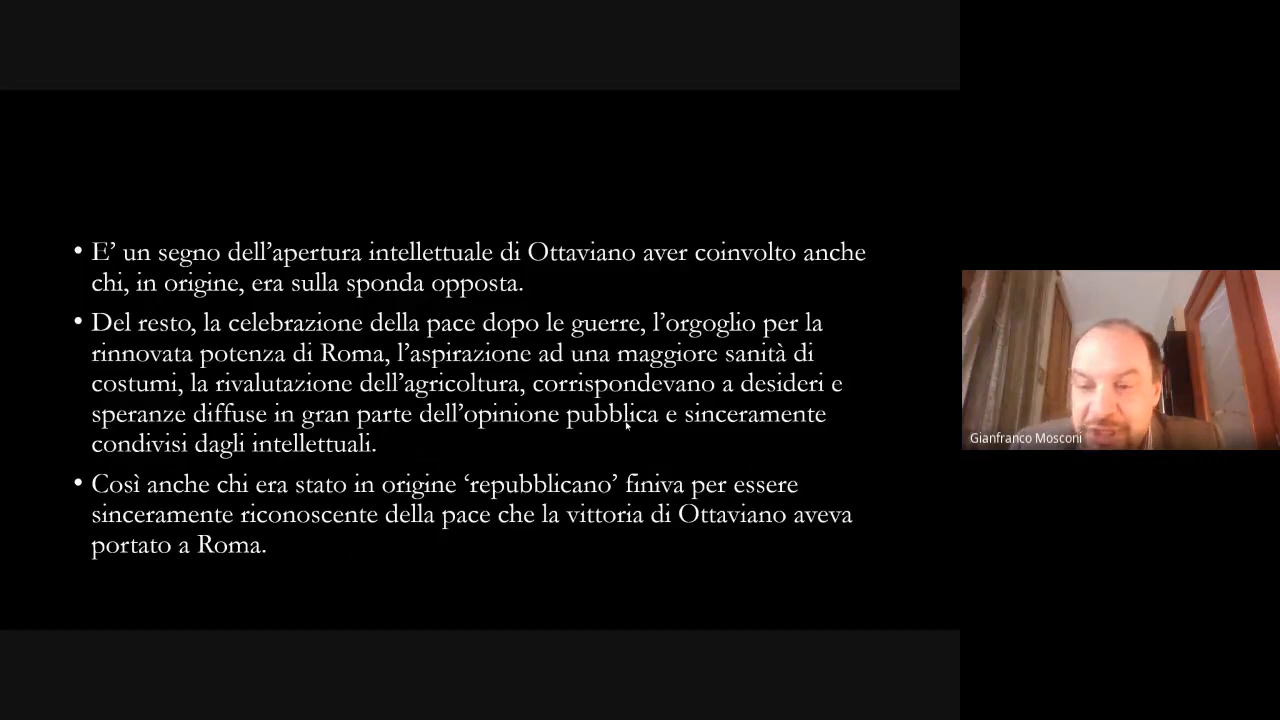 • E’ un segno dell’apertura intellettuale di Ottaviano aver coinvolto anche
chi, in origine, era sulla sponda opposta.
• Del resto, la celebrazione della pace dopo le guerre, l’orgoglio per la
rinnovata potenza di Roma, l’aspirazione ad una maggiore sanità di
costumi, la rivalutazione dell’agricoltura, corrispondevano a desideri e
speranze diffuse in gran parte dell’opinione pubblica e sinceramente
condivisi dagli intellettuali.
• Così anche chi era stato in origine ‘repubblicano’ finiva per essere
sinceramente riconoscente della pace che la vittoria di Ottaviano aveva
portato a Roma.
Gianfranco Mosconi